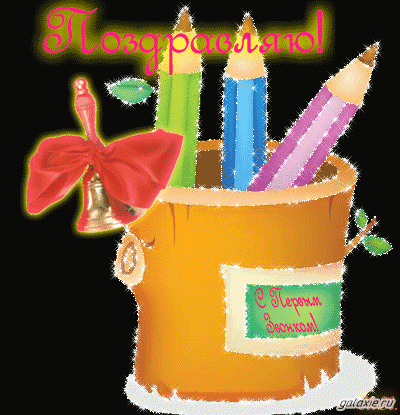 Поздравляю!
С Первым
Звонком!
galaxie.ru